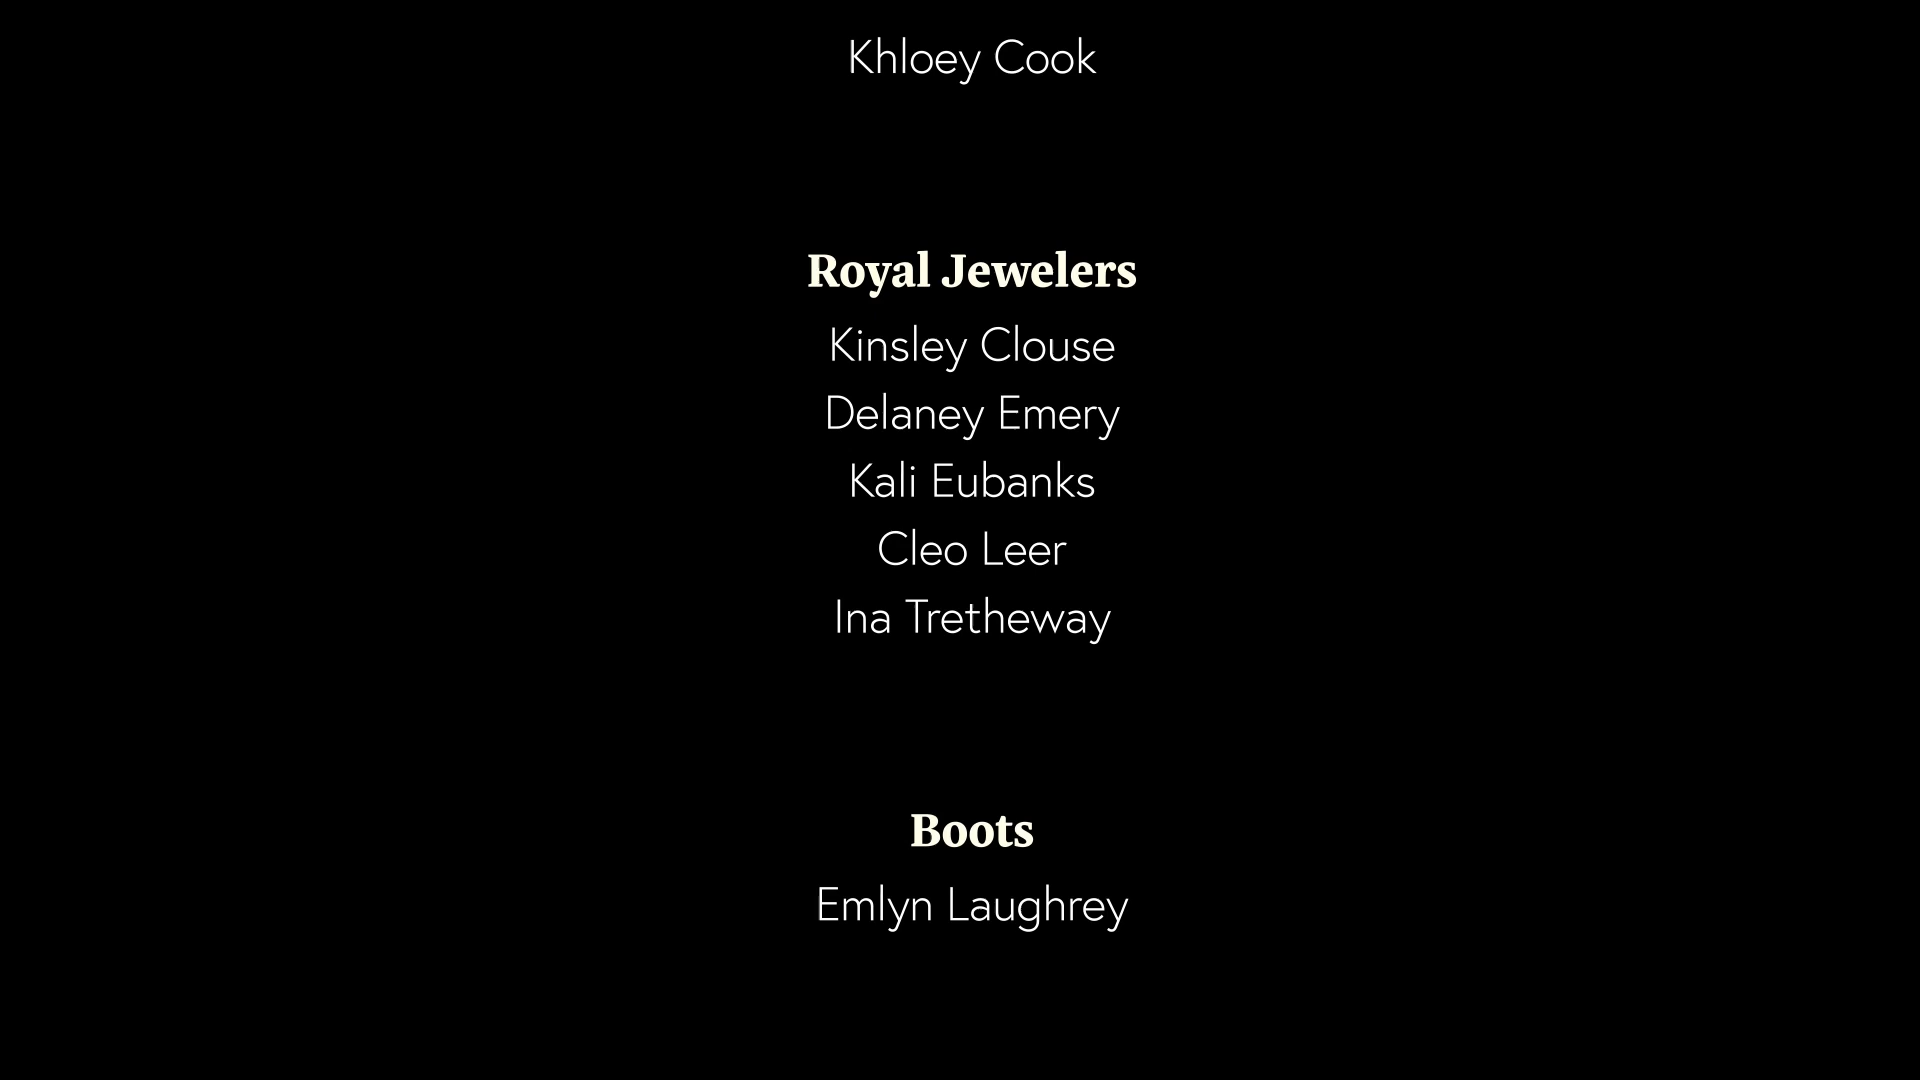 Khloey Cook
Royal Jewelers
Kinsley Clouse
Delaney Emery
Kali Eubanks
Cleo Leer
Ina Tretheway
Boots
Emlyn Laughrey